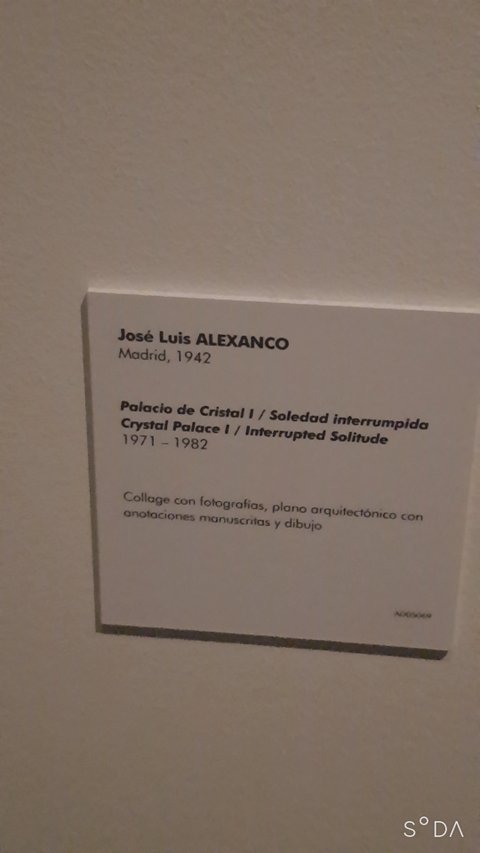 José Luis ALEXANCO
Madrid, 1942
Palacio de Cristal I / Soledad interrumpida
Crystal Palace I / Interrupted Solitude
1971 – 1982
Collage con fotografías, plano arquitectónico con
anotaciones manuscritas y dibujo
S°DA